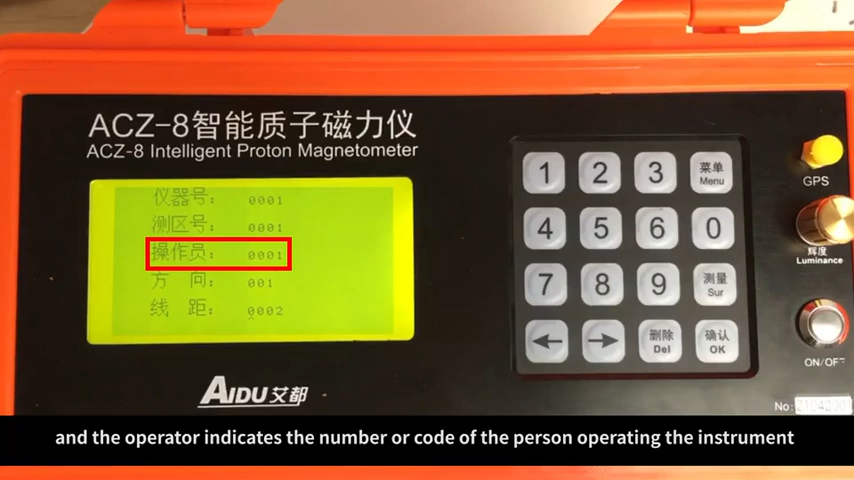 ACZ-8智能质子磁力仪
ACZ-8 Intelligent Proton Magnetometer
仪器号: 0001
测区号: 0001
操作员: 0001
方 向: 001
线 距: 0002
AIDU艾都
1 2 3 菜单 Menu
4 5 6 0
7 8 9 测量 Sur
← → 删除 Del 确认 OK
GPS
辉度
Luminance
ON/OFF
No: 21042001
and the operator indicates the number or code of the person operating the instrument